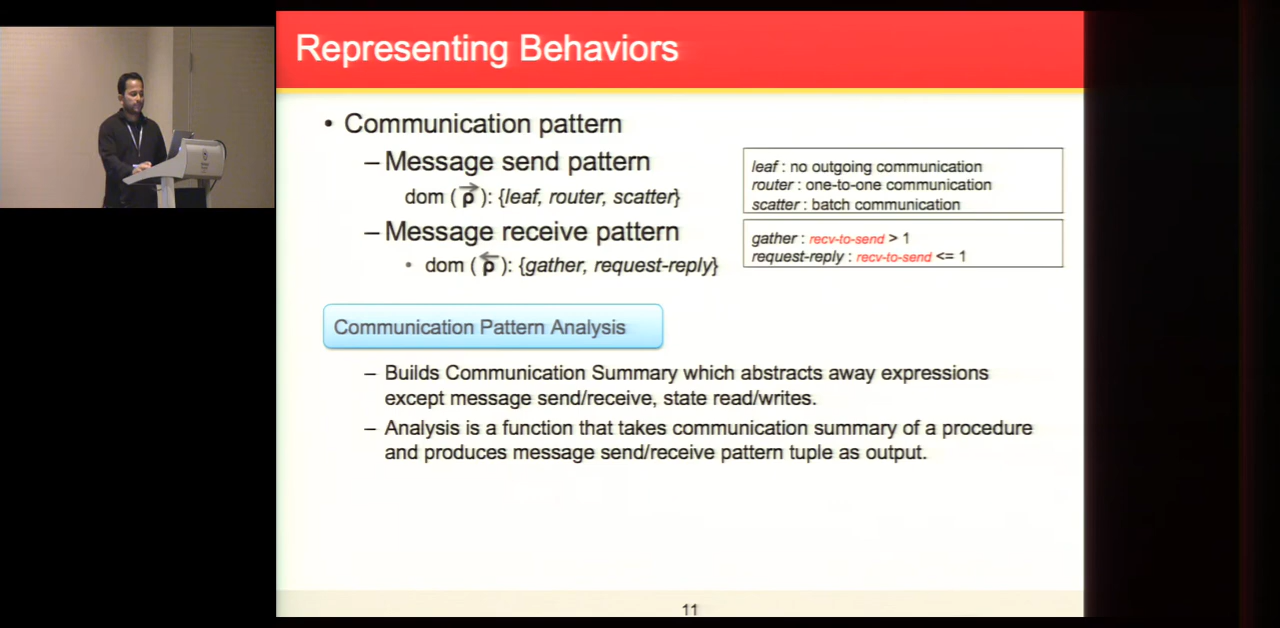 Representing Behaviors
• Communication pattern
– Message send pattern
dom ( ρ⃗ ): {leaf, router, scatter}
– Message receive pattern
• dom ( ρ⃖ ): {gather, request-reply}
leaf : no outgoing communication
router : one-to-one communication
scatter : batch communication
gather : recv-to-send > 1
request-reply : recv-to-send <= 1
Communication Pattern Analysis
– Builds Communication Summary which abstracts away expressions
except message send/receive, state read/writes.
– Analysis is a function that takes communication summary of a procedure
and produces message send/receive pattern tuple as output.
11